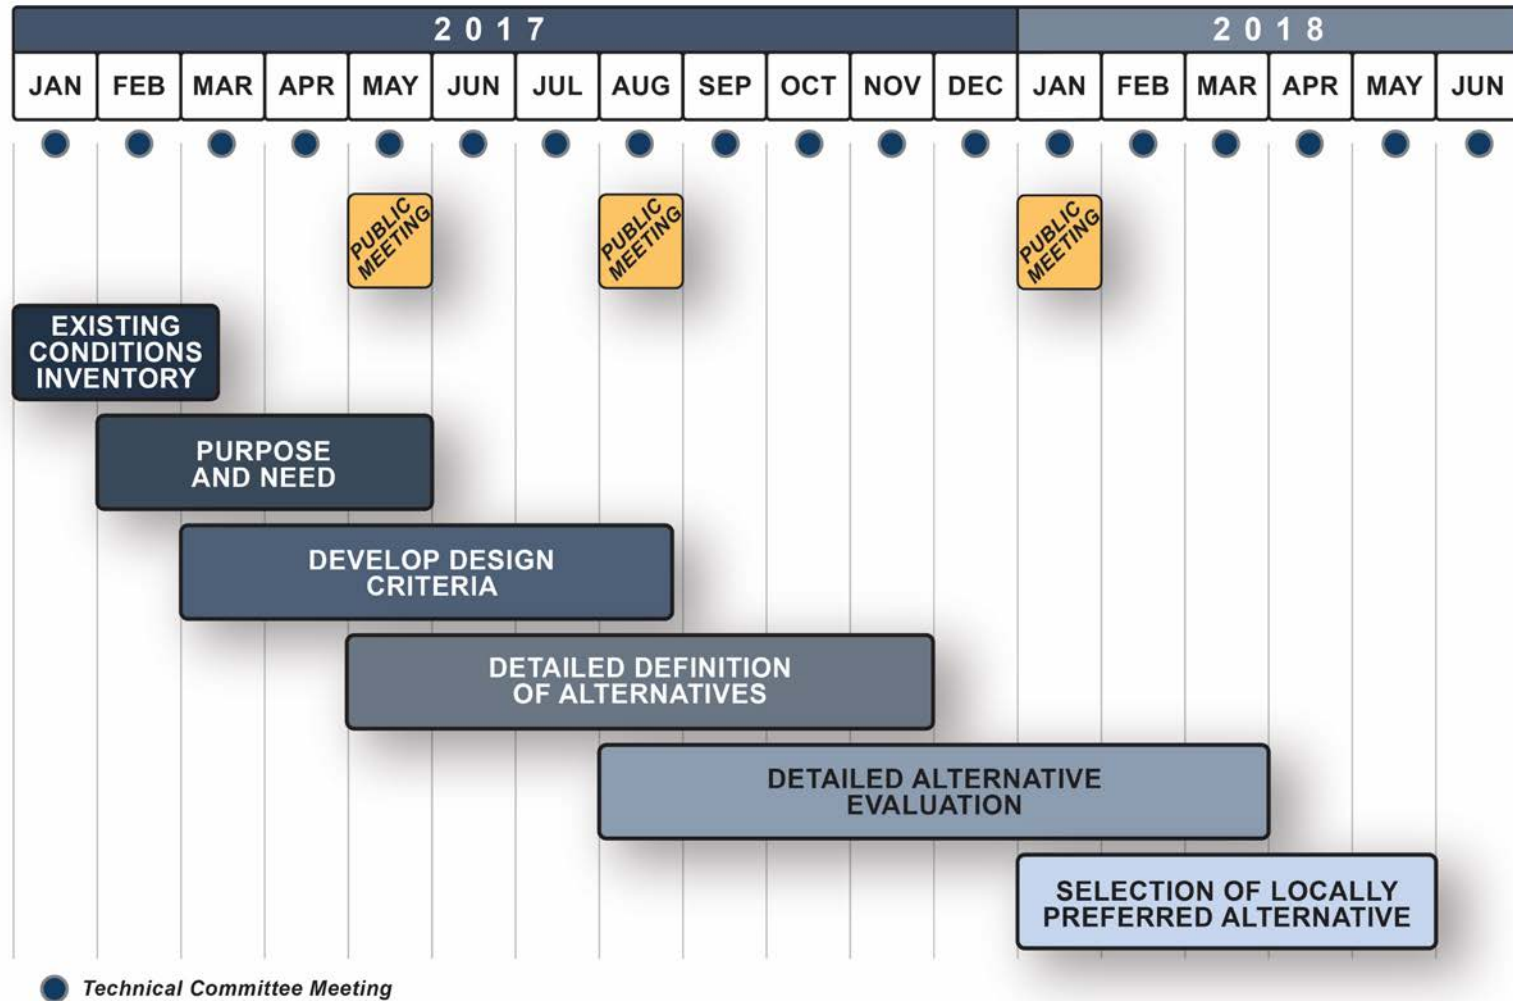 2017 2018
JAN FEB MAR APR MAY JUN JUL AUG SEP OCT NOV DEC JAN FEB MAR APR MAY JUN
PUBLIC
MEETING
PUBLIC
MEETING
PUBLIC
MEETING
EXISTING
CONDITIONS
INVENTORY
PURPOSE
AND NEED
DEVELOP DESIGN
CRITERIA
DETAILED DEFINITION
OF ALTERNATIVES
DETAILED ALTERNATIVE
EVALUATION
SELECTION OF LOCALLY
PREFERRED ALTERNATIVE
Technical Committee Meeting